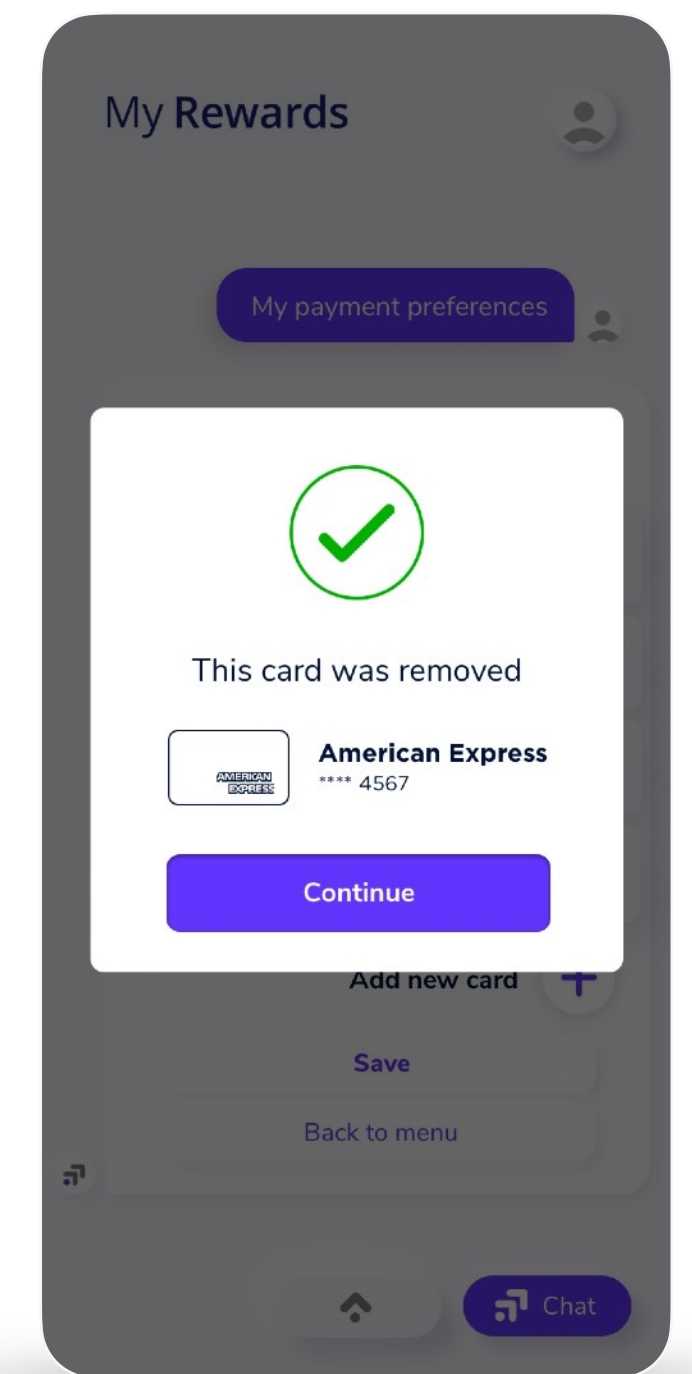 My Rewards
My payment preferences
This card was removed
AMERICAN
EXPRESS
American Express
**** 4567
Continue
Add new card
Save
Back to menu
Chat